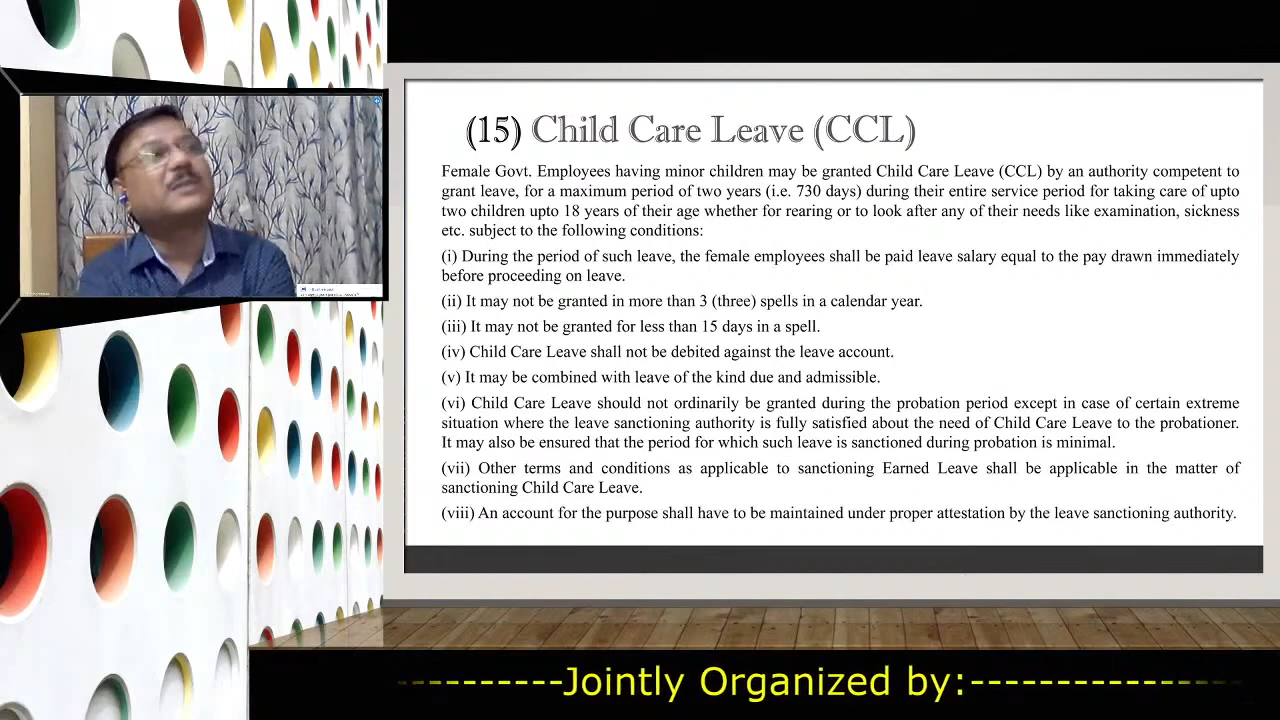 (15) Child Care Leave (CCL)
Female Govt. Employees having minor children may be granted Child Care Leave (CCL) by an authority competent to
grant leave, for a maximum period of two years (i.e. 730 days) during their entire service period for taking care of upto
two children upto 18 years of their age whether for rearing or to look after any of their needs like examination, sickness
etc. subject to the following conditions:
(i) During the period of such leave, the female employees shall be paid leave salary equal to the pay drawn immediately
before proceeding on leave.
(ii) It may not be granted in more than 3 (three) spells in a calendar year.
(iii) It may not be granted for less than 15 days in a spell.
(iv) Child Care Leave shall not be debited against the leave account.
(v) It may be combined with leave of the kind due and admissible.
(vi) Child Care Leave should not ordinarily be granted during the probation period except in case of certain extreme
situation where the leave sanctioning authority is fully satisfied about the need of Child Care Leave to the probationer.
It may also be ensured that the period for which such leave is sanctioned during probation is minimal.
(vii) Other terms and conditions as applicable to sanctioning Earned Leave shall be applicable in the matter of
sanctioning Child Care Leave.
(viii) An account for the purpose shall have to be maintained under proper attestation by the leave sanctioning authority.
----------Jointly Organized by:---------------